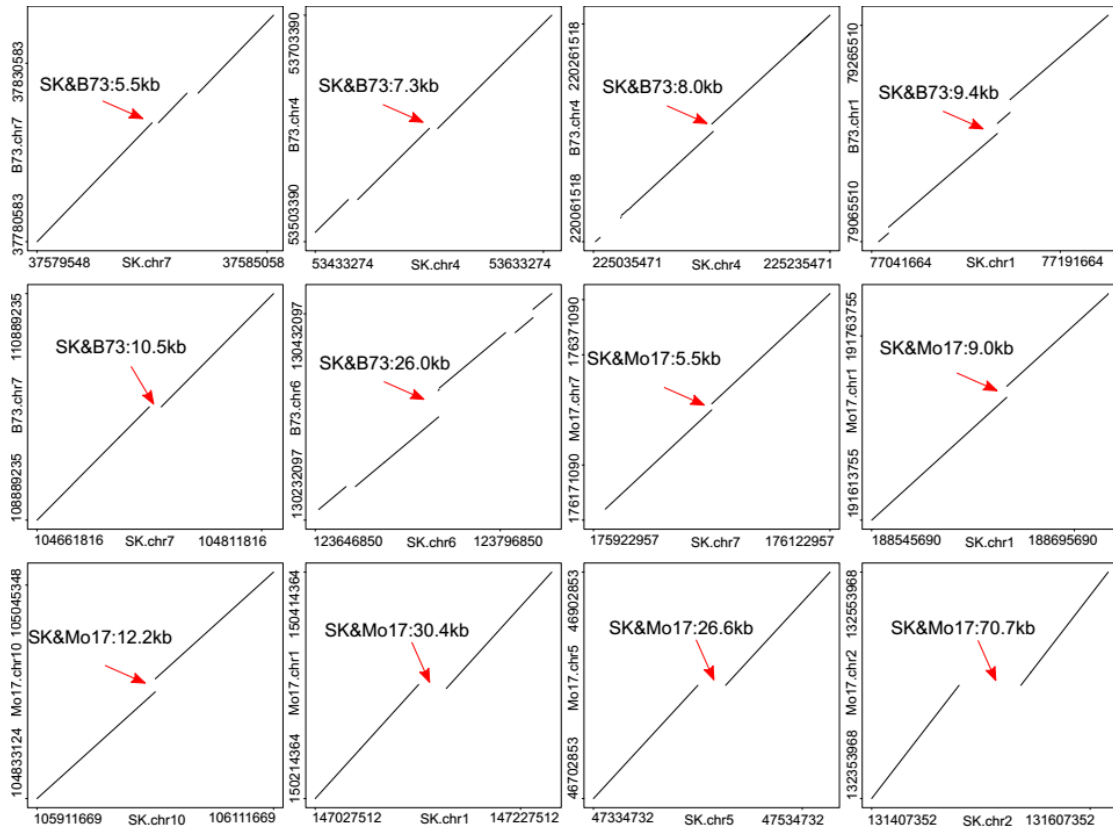 SK&B73:5.5kb
37780583 B73.chr7 37830583
37579548 SK.chr7 37585058
SK&B73:7.3kb
53503390 B73.chr4 53703390
53433274 SK.chr4 53633274
SK&B73:8.0kb
220061518 B73.chr4 220261518
225035471 SK.chr4 225235471
SK&B73:9.4kb
79065510 B73.chr1 79265510
77041664 SK.chr1 77191664
SK&B73:10.5kb
108889235 B73.chr7 110889235
104661816 SK.chr7 104811816
SK&B73:26.0kb
130232097 B73.chr6 130432097
123646850 SK.chr6 123796850
SK&Mo17:5.5kb
176171090 Mo17.chr7 176371090
175922957 SK.chr7 176122957
SK&Mo17:9.0kb
191613755 Mo17.chr1 191763755
188545690 SK.chr1 188695690
SK&Mo17:12.2kb
104833124 Mo17.chr10 105045348
105911669 SK.chr10 106111669
SK&Mo17:30.4kb
150214364 Mo17.chr1 150414364
147027512 SK.chr1 147227512
SK&Mo17:26.6kb
46702853 Mo17.chr5 46902853
47334732 SK.chr5 47534732
SK&Mo17:70.7kb
132353968 Mo17.chr2 132553968
131407352 SK.chr2 131607352